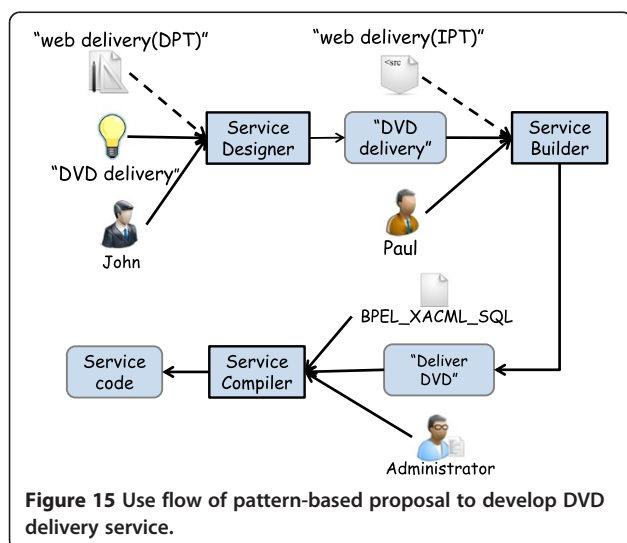 “web delivery(DPT)”
“web delivery(IPT)”
<src
Service
Designer
“DVD
delivery”
Service
Builder
“DVD delivery”
John
Paul
BPEL_XACML_SQL
Service
code
Service
Compiler
“Deliver
DVD”
Administrator
Figure 15 Use flow of pattern-based proposal to develop DVD
delivery service.